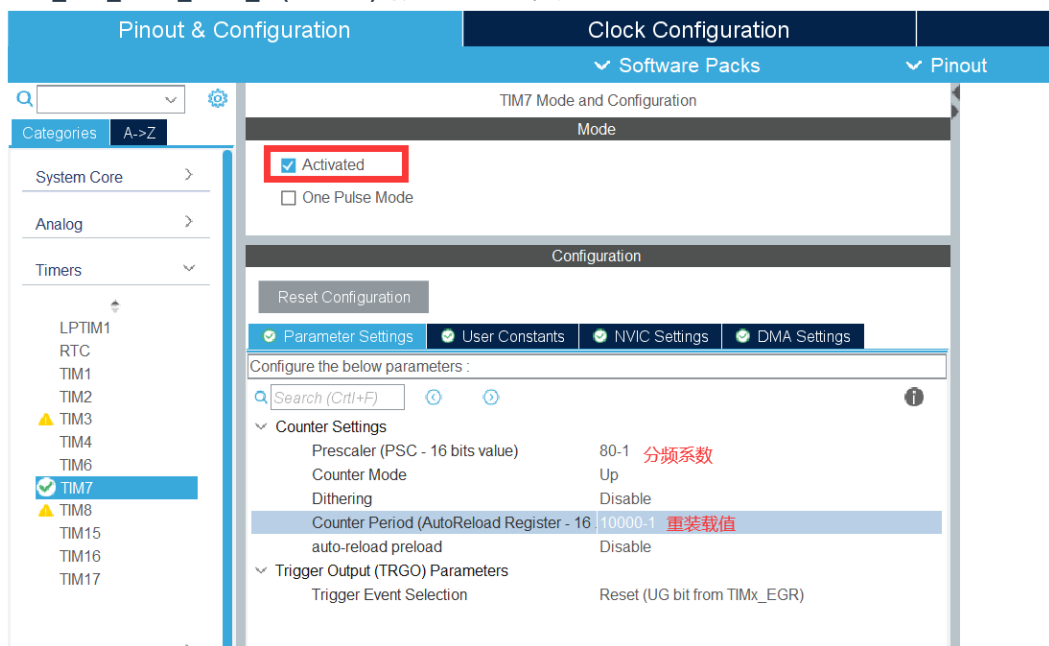 Pinout & Configuration
Clock Configuration
Software Packs
Pinout
TIM7 Mode and Configuration
Categories
A->Z
Mode
Activated
System Core
One Pulse Mode
Analog
Configuration
Timers
Reset Configuration
LPTIM1
RTC
TIM1
TIM2
TIM3
TIM4
TIM6
TIM7
TIM8
TIM15
TIM16
TIM17
Parameter Settings
User Constants
NVIC Settings
DMA Settings
Configure the below parameters :
Search (Crtl+F)
Counter Settings
Prescaler (PSC - 16 bits value) 80-1 分频系数
Counter Mode Up
Dithering Disable
Counter Period (AutoReload Register - 16 10000-1 重装载值
auto-reload preload Disable
Trigger Output (TRGO) Parameters
Trigger Event Selection Reset (UG bit from TIMx_EGR)